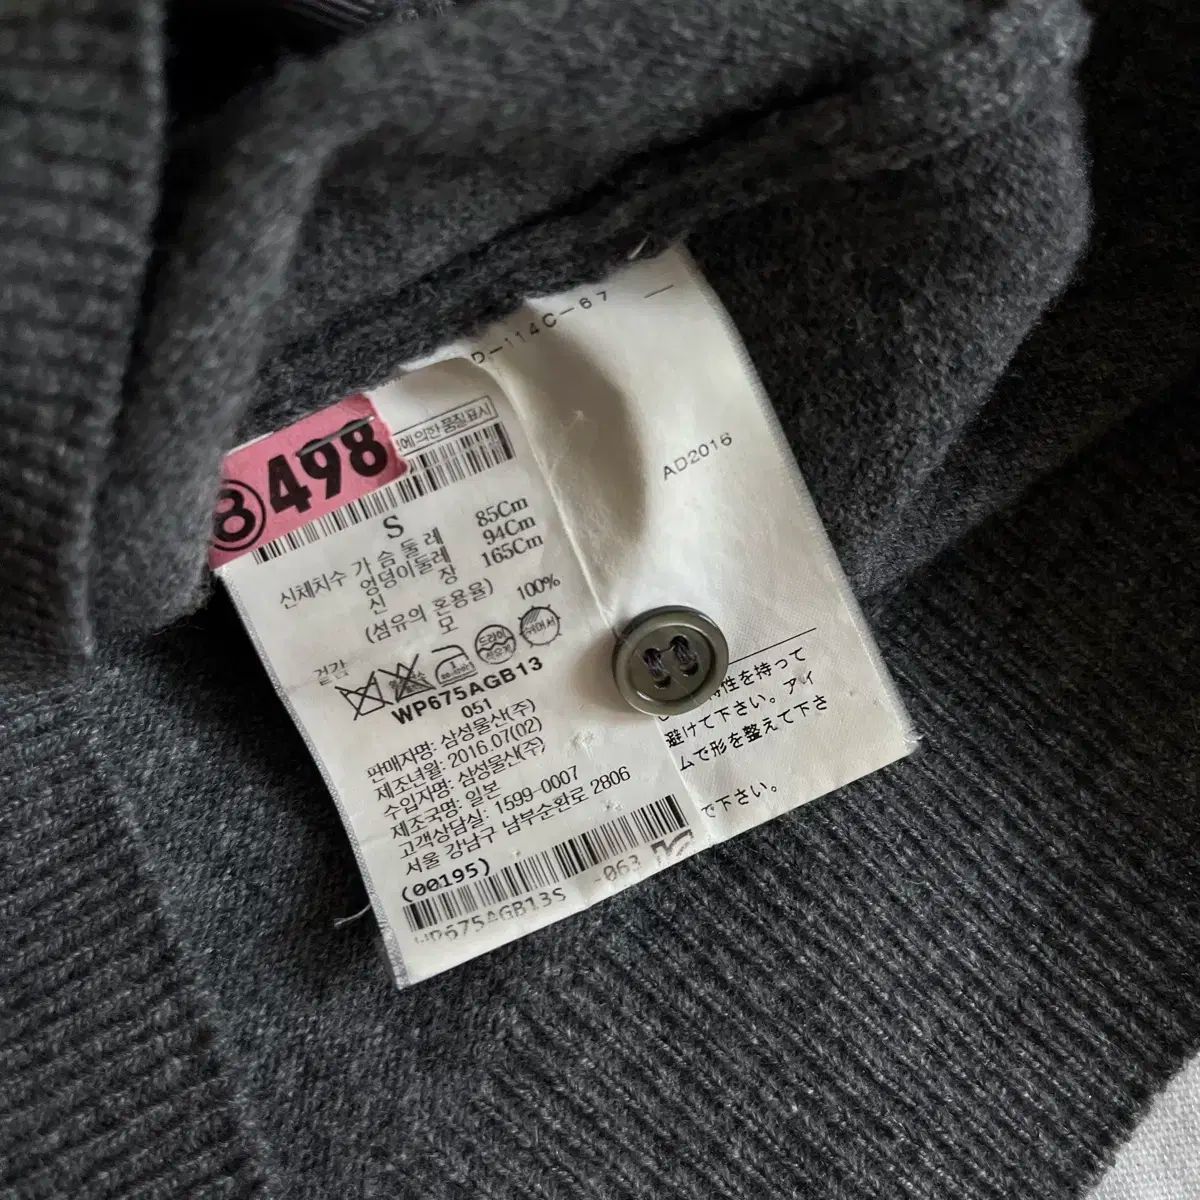 D-114C-67
AD2016
⑧498
에의한 품질표시
S
신체치수 가 슴 둘 레 85Cm
엉덩이둘레 94Cm
신 장 165Cm
(섬유의 혼용율)
겉감 모 100%
드라이
WP675AGB13
051
판매자명: 삼성물산(주)
제조년월: 2016.07(02)
수입자명: 삼성물산(주)
제조국명: 일본
고객상담실: 1599-0007
서울 강남구 남부순환로 2806
(00195)
WP675AGB13S -063
性を持って
避けて下さい。アイ
ムで形を整えて下さ
で下さい。